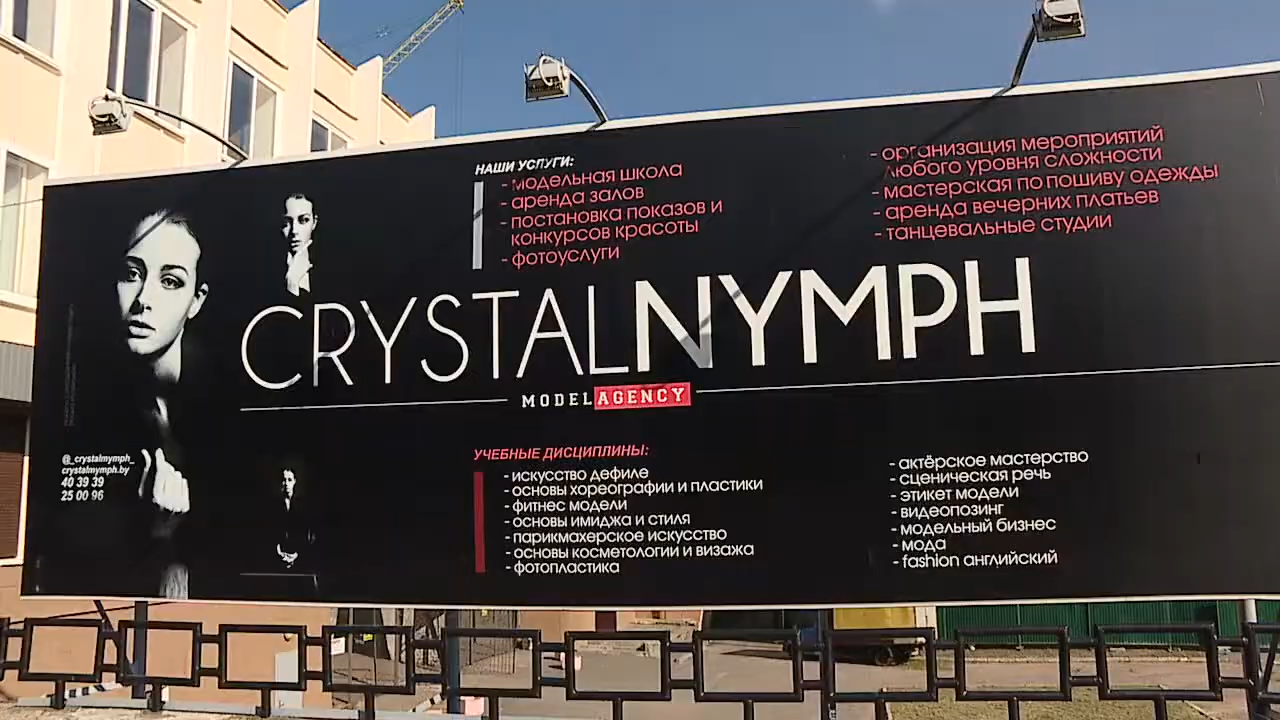 НАШИ УСЛУГИ:
- модельная школа
- аренда залов
- постановка показов и
конкурсов красоты
- фотоуслуги
- организация мероприятий
любого уровня сложности
- мастерская по пошиву одежды
- аренда вечерних платьев
- танцевальные студии
CRYSTALNYMPH
MODEL AGENCY
@_crystalmymph_
crystalmymph.by
40 39 39
25 00 96
УЧЕБНЫЕ ДИСЦИПЛИНЫ:
- искусство дефиле
- основы хореографии и пластики
- фитнес модели
- основы имиджа и стиля
- парикмахерское искусство
- основы косметологии и визажа
- фотопластика
- актёрское мастерство
- сценическая речь
- этикет модели
- видеопозинг
- модельный бизнес
- мода
- fashion английский